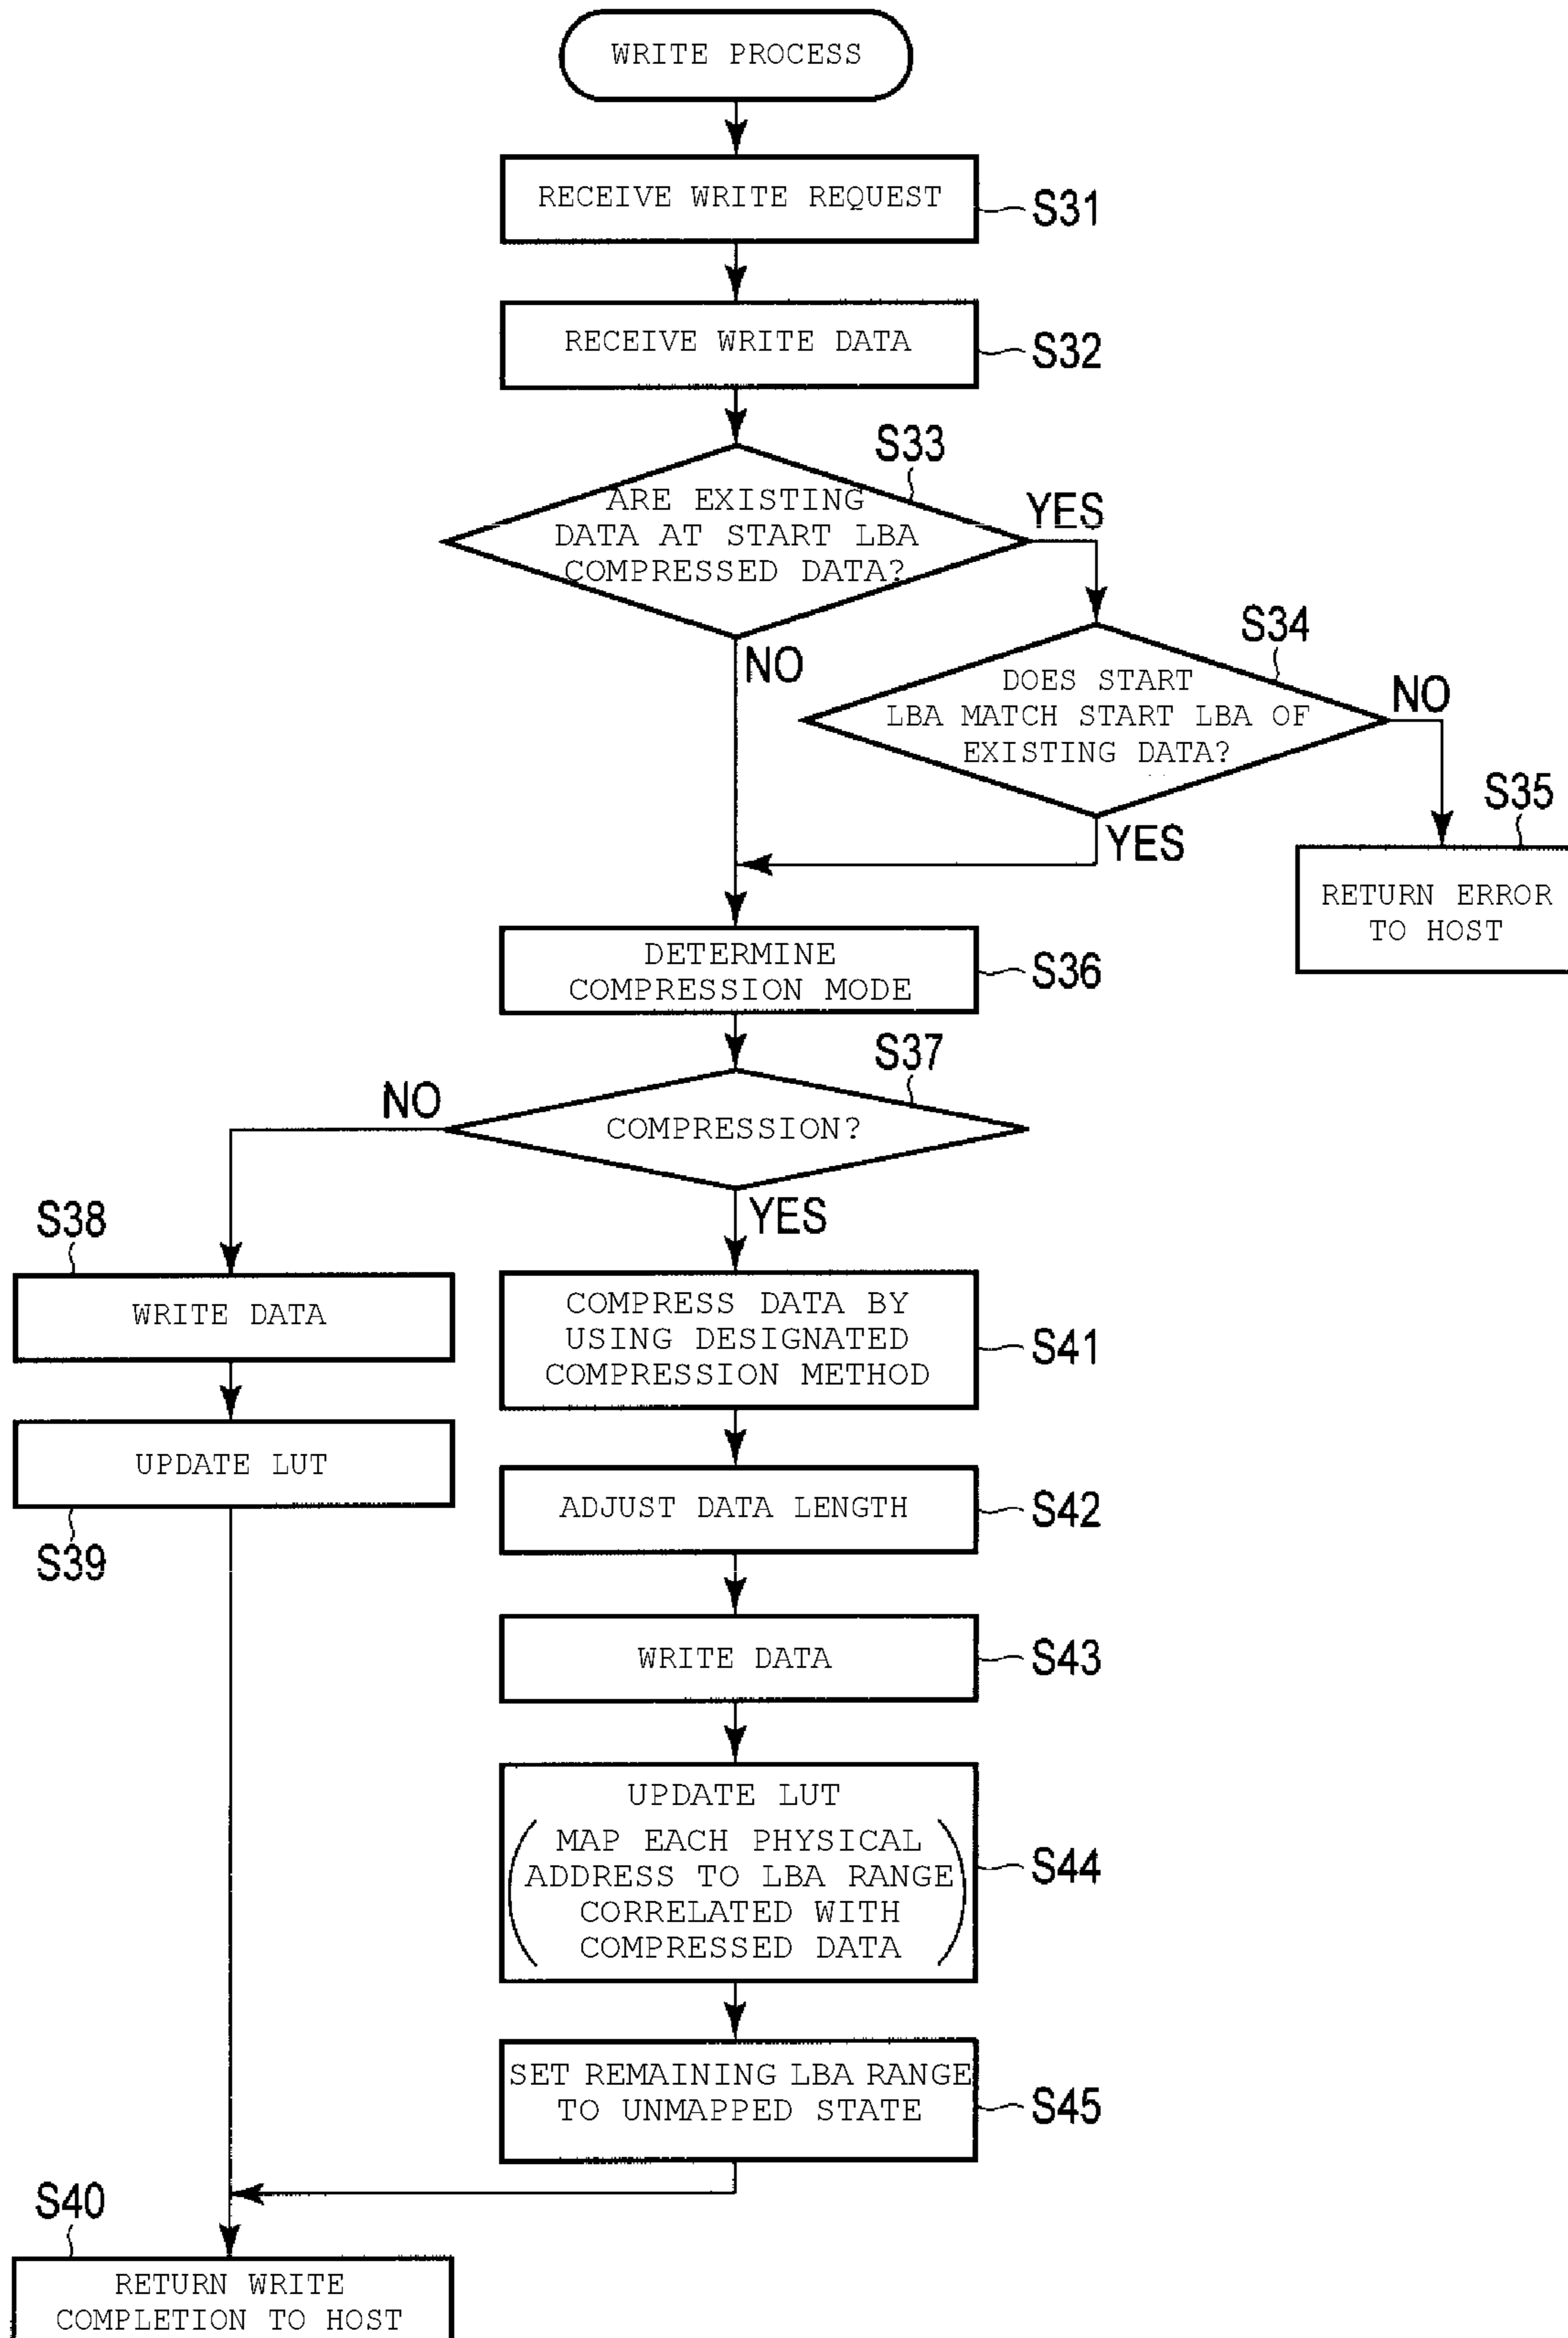 WRITE PROCESS
RECEIVE WRITE REQUEST
S31
RECEIVE WRITE DATA
S32
S33
ARE EXISTING
DATA AT START LBA
COMPRESSED DATA?
YES
NO
S34
DOES START
LBA MATCH START LBA OF
EXISTING DATA?
NO
YES
S35
RETURN ERROR
TO HOST
DETERMINE
COMPRESSION MODE
S36
S37
COMPRESSION?
NO
YES
S38
WRITE DATA
UPDATE LUT
S39
COMPRESS DATA BY
USING DESIGNATED
COMPRESSION METHOD
S41
ADJUST DATA LENGTH
S42
WRITE DATA
S43
UPDATE LUT
(MAP EACH PHYSICAL
ADDRESS TO LBA RANGE
CORRELATED WITH
COMPRESSED DATA)
S44
SET REMAINING LBA RANGE
TO UNMAPPED STATE
S45
S40
RETURN WRITE
COMPLETION TO HOST